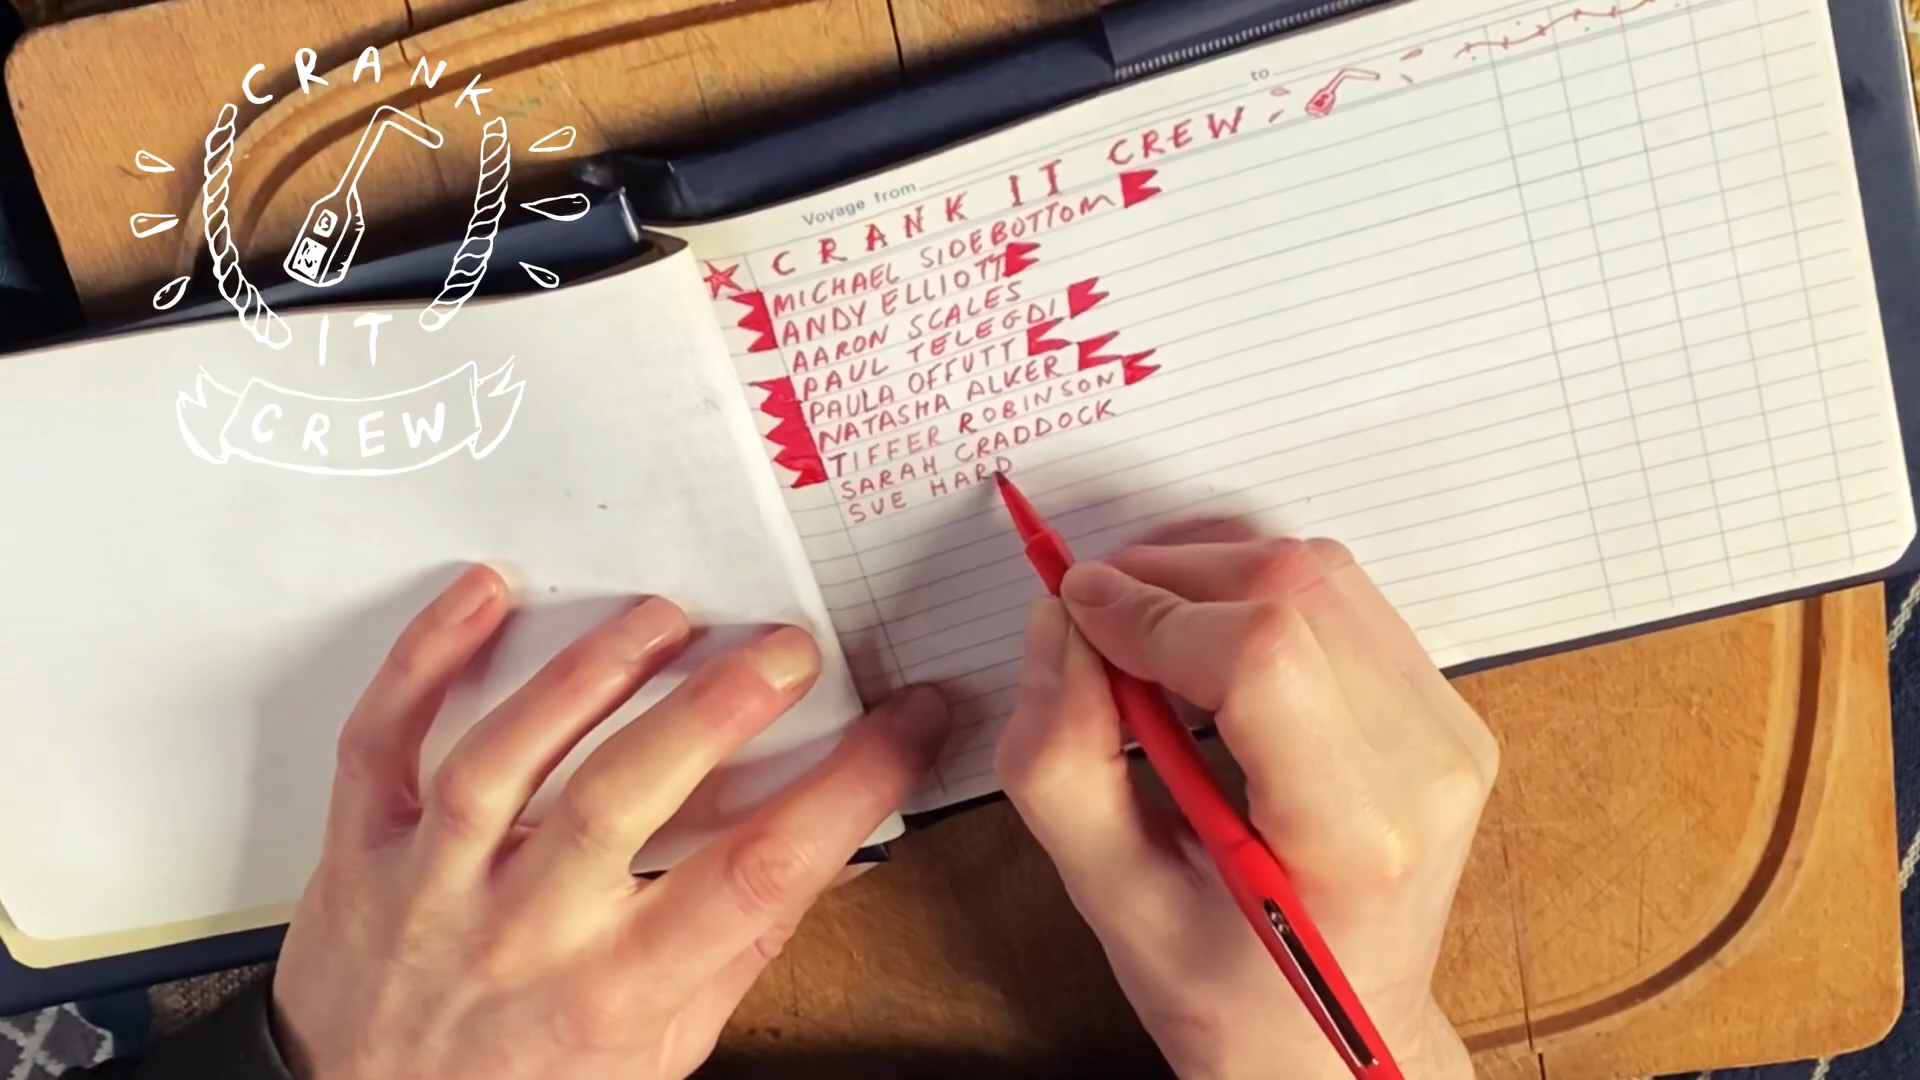 CRANK
IT
CREW
Voyage from
to
CRANK IT CREW
MICHAEL SIDEBOTTOM
ANDY ELLIOTT
AARON SCALES
PAUL TELEGDI
PAULA OFFUTT
NATASHA ALKER
TIFFER ROBINSON
SARAH CRADDOCK
SUE HARD